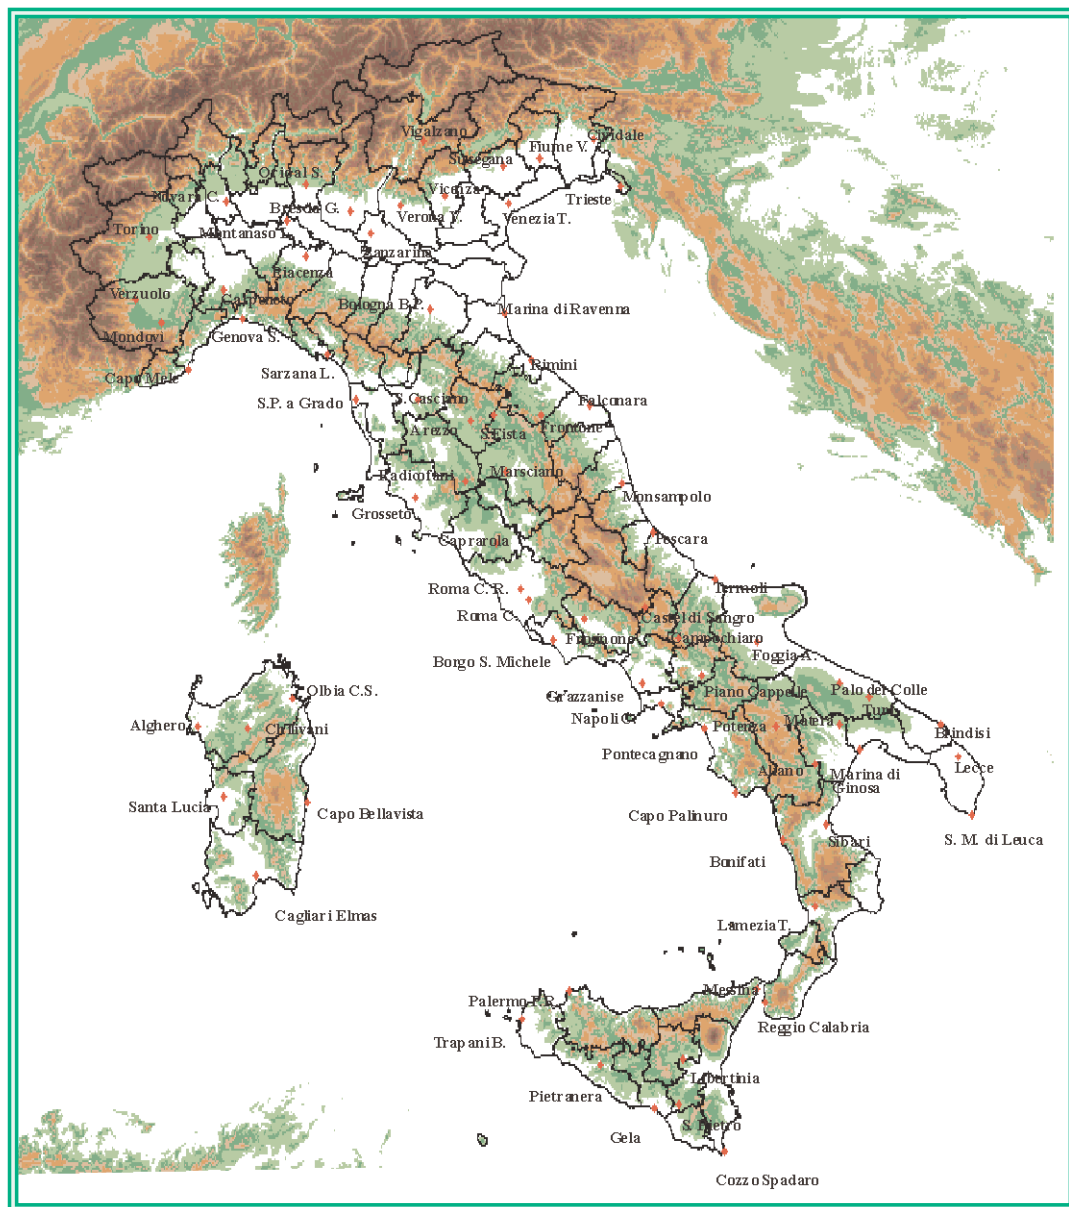 Vigalzano
Cividale
Fiume V.
Susegana
Vicenza
Novara C.
Brescia G.
Verona V.
Venezia T.
Trieste
Torino
Montanaso L.
Zanzarina
Piacenza
Verzuolo
Carpeneto
Bologna B.P.
Marina di Ravenna
Mondovi
Genova S.
Capo Mele
Sarzana L.
Rimini
S.P. a Grado
S.Casciano
Falconara
Arezzo
S.Fista
Frontone
Radicofani
Marsciano
Monsampolo
Grosseto
Caprarola
Pescara
Roma C. R.
Termoli
Roma C.
Castel di Sangro
Frosinone
Campochiaro
Borgo S. Michele
Foggia A.
Olbia C.S.
Grazzanise
Piano Cappelle
Palo del Colle
Alghero
Chilivani
Napoli C.
Potenza
Matera
Turi
Brindisi
Pontecagnano
Aliano
Marina di
Ginosa
Lecce
Santa Lucia
Capo Bellavista
Capo Palinuro
S. M. di Leuca
Bonifati
Sibari
Cagliari Elmas
Lamezia T.
Messina
Palermo P.R.
Reggio Calabria
Trapani B.
Libertinia
Pietranera
S. Pietro
Gela
Cozzo Spadaro